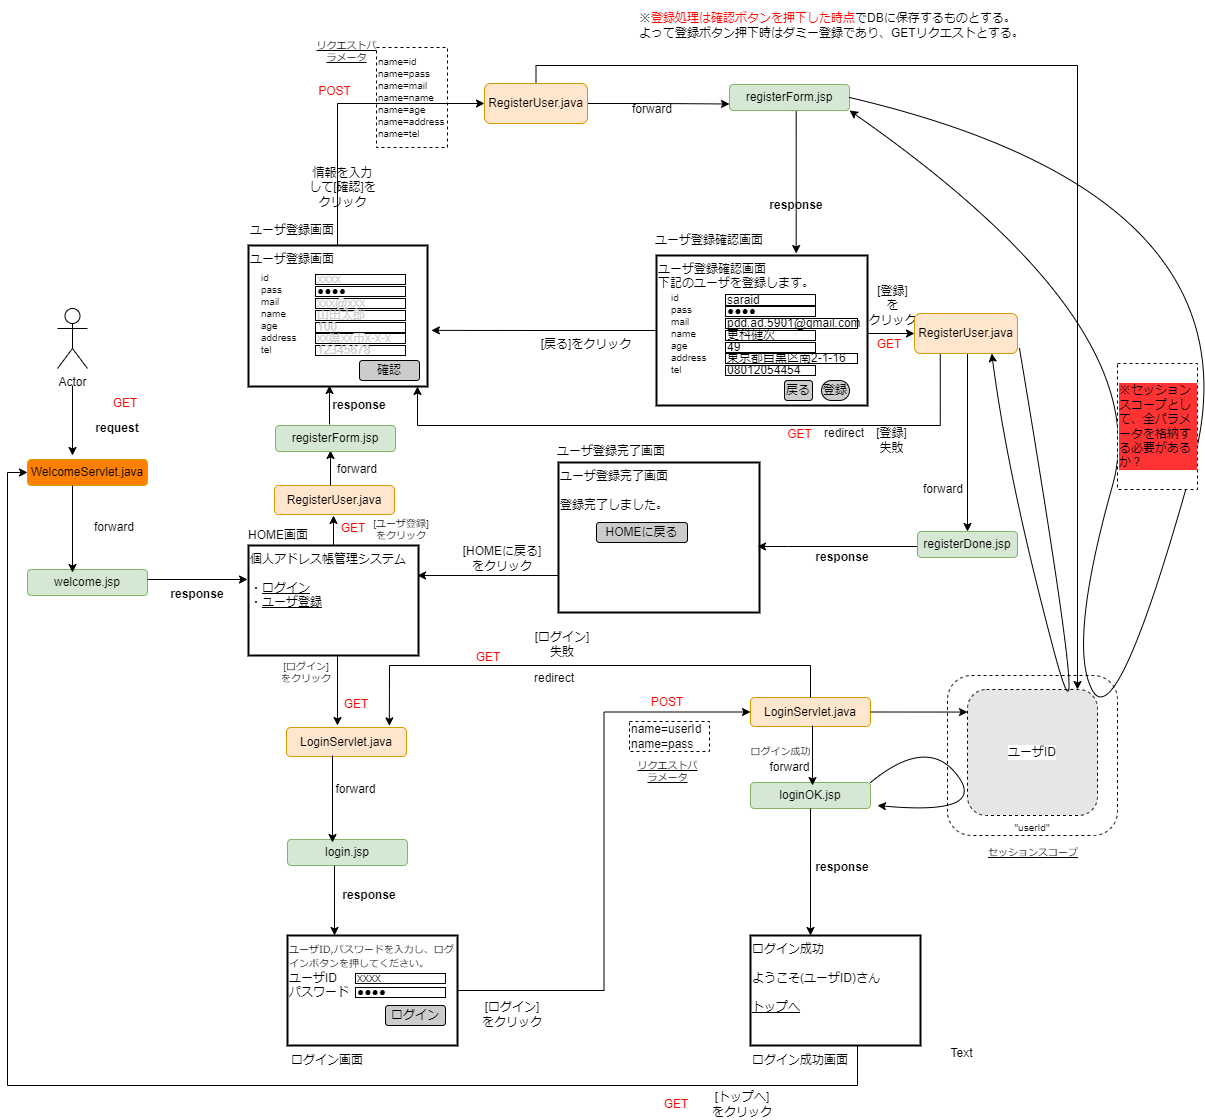 ※登録処理は確認ボタンを押下した時点でDBに保存するものとする。
よって登録ボタン押下時はダミー登録であり、GETリクエストとする。
リクエストパ
ラメータ
name=id
name=pass
name=mail
name=name
name=age
name=address
name=tel
POST
RegisterUser.java
forward
registerForm.jsp
情報を入力
して[確認]を
クリック
response
ユーザ登録画面
ユーザ登録画面
id
xxxx
pass
●●●●
mail
xxx@xxx
name
山田太郎
age
100
address
xx県xx市x-x-x
tel
12345678
確認
ユーザ登録確認画面
ユーザ登録確認画面
下記のユーザを登録します。
id
saraid
pass
●●●●
mail
pdd.ad.5901@gmail.com
name
更科健次
age
49
address
東京都目黒区南2-1-16
tel
08012054454
戻る
登録
[戻る]をクリック
[登録]
を
クリック
GET
RegisterUser.java
※セッション
スコープとし
て、全パラメ
ータを格納す
る必要がある
か？
Actor
GET
request
WelcomeServlet.java
forward
welcome.jsp
response
response
registerForm.jsp
forward
RegisterUser.java
GET
[ユーザ登録]
をクリック
HOME画面
個人アドレス帳管理システム
・ログイン
・ユーザ登録
GET
redirect
[登録]
失敗
ユーザ登録完了画面
ユーザ登録完了画面
登録完了しました。
HOMEに戻る
[HOMEに戻る]
をクリック
forward
registerDone.jsp
response
[ログイン]
をクリック
GET
LoginServlet.java
forward
login.jsp
response
[ログイン]
失敗
GET
redirect
POST
name=userId
name=pass
リクエストパ
ラメータ
LoginServlet.java
ログイン成功
forward
loginOK.jsp
response
ユーザID
"userId"
セッションスコープ
ユーザID,パスワードを入力し、ログ
インボタンを押してください。
ユーザID
xxxx
パスワード
●●●●
ログイン
ログイン画面
[ログイン]
をクリック
ログイン成功
ようこそ(ユーザID)さん
トップへ
ログイン成功画面
Text
GET
[トップへ]
をクリック